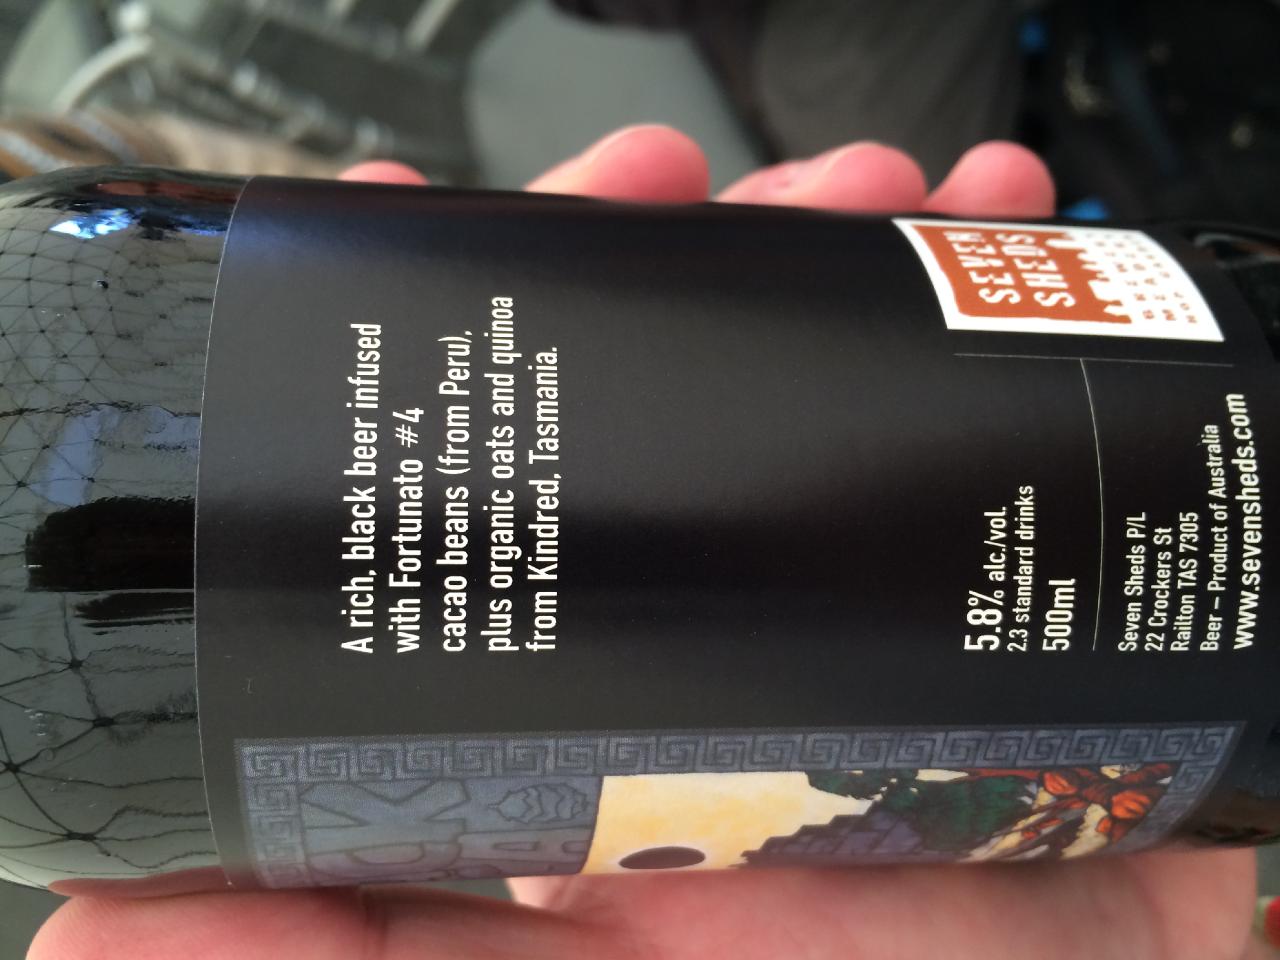 A rich, black beer infused
with Fortunato #4
cacao beans (from Peru),
plus organic oats and quinoa
from Kindred, Tasmania.
5.8% alc./vol.
2.3 standard drinks
500ml
Seven Sheds P/L
22 Crockers St
Railton TAS 7305
Beer – Product of Australia
www.sevensheds.com
SEVEN
SHEDS